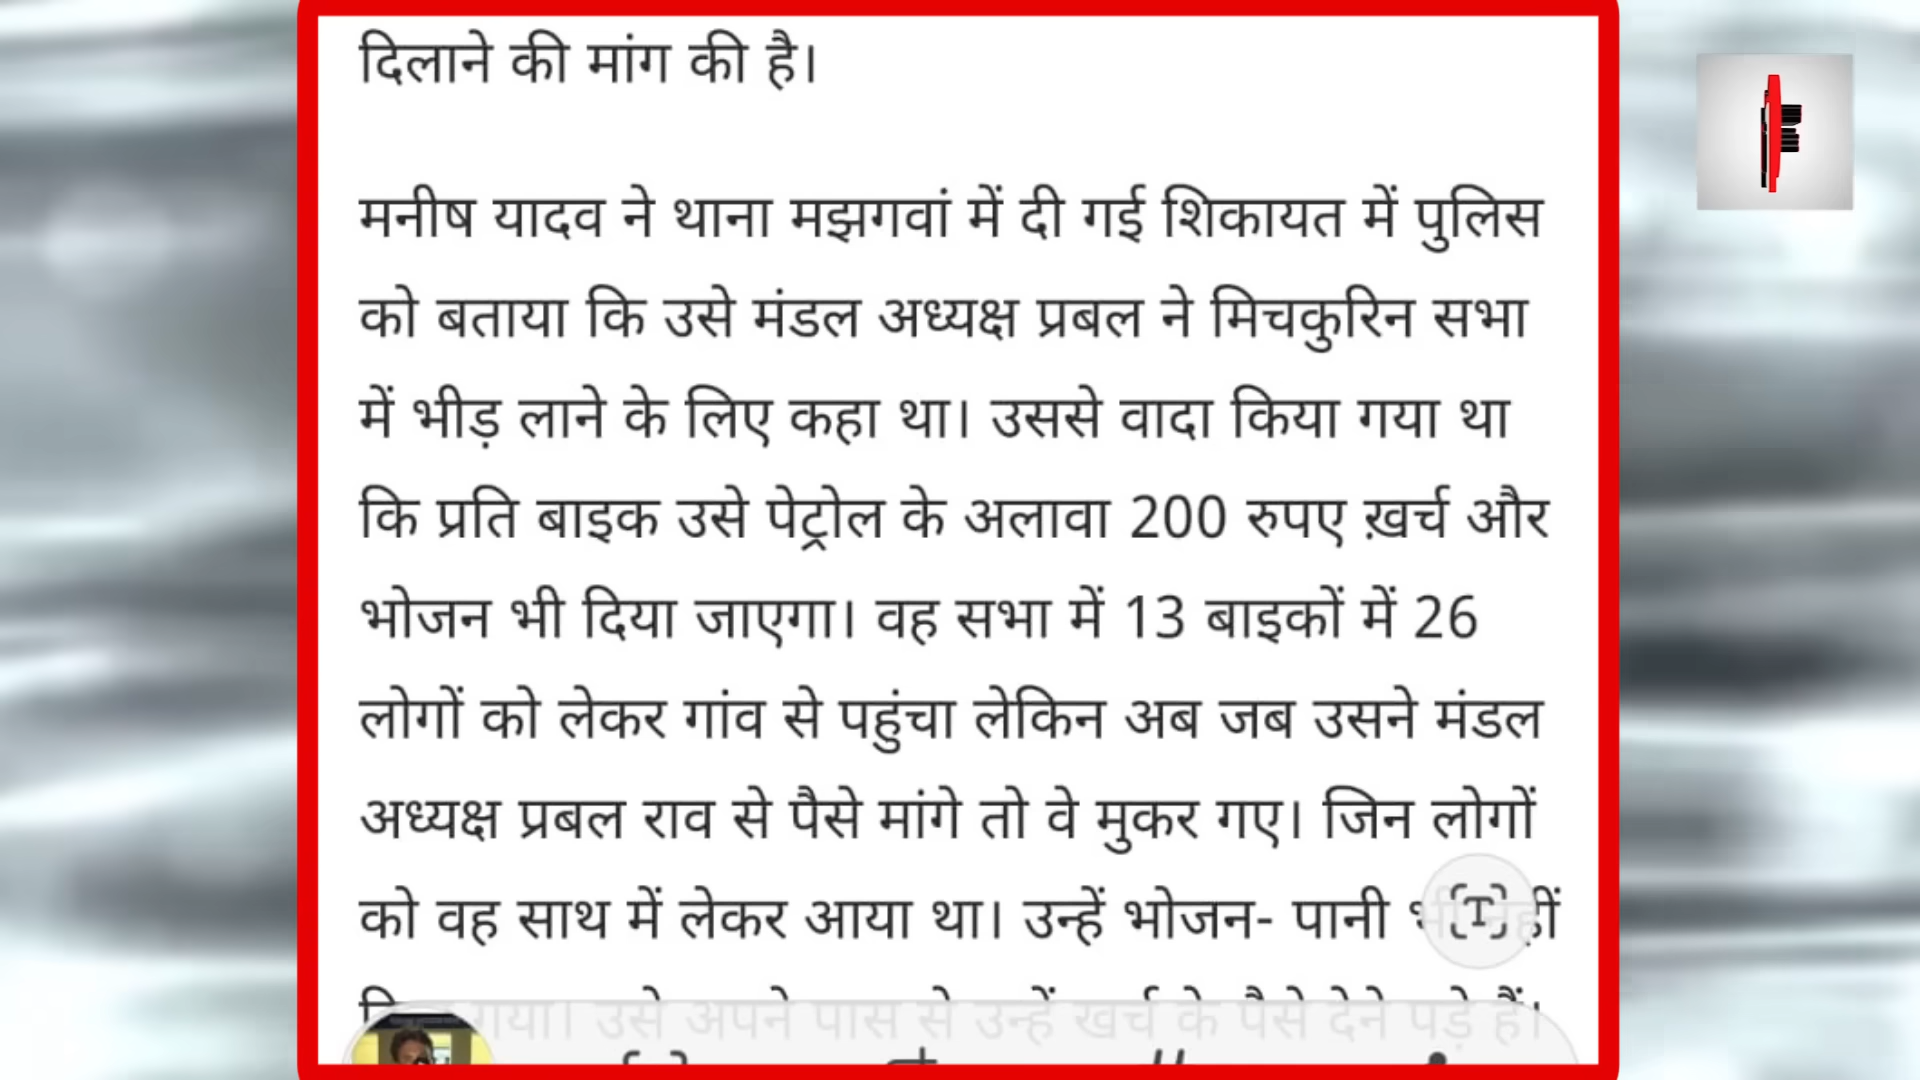 दिलाने की मांग की है।
मनीष यादव ने थाना मझगवां में दी गई शिकायत में पुलिस
को बताया कि उसे मंडल अध्यक्ष प्रबल ने मिचकुरिन सभा
में भीड़ लाने के लिए कहा था। उससे वादा किया गया था
कि प्रति बाइक उसे पेट्रोल के अलावा 200 रुपए ख़र्च और
भोजन भी दिया जाएगा। वह सभा में 13 बाइकों में 26
लोगों को लेकर गांव से पहुंचा लेकिन अब जब उसने मंडल
अध्यक्ष प्रबल राव से पैसे मांगे तो वे मुकर गए। जिन लोगों
को वह साथ में लेकर आया था। उन्हें भोजन- पानी भी नहीं
गया। उसे अपने पास से उन्हें खर्च के पैसे देने पड़े हैं।